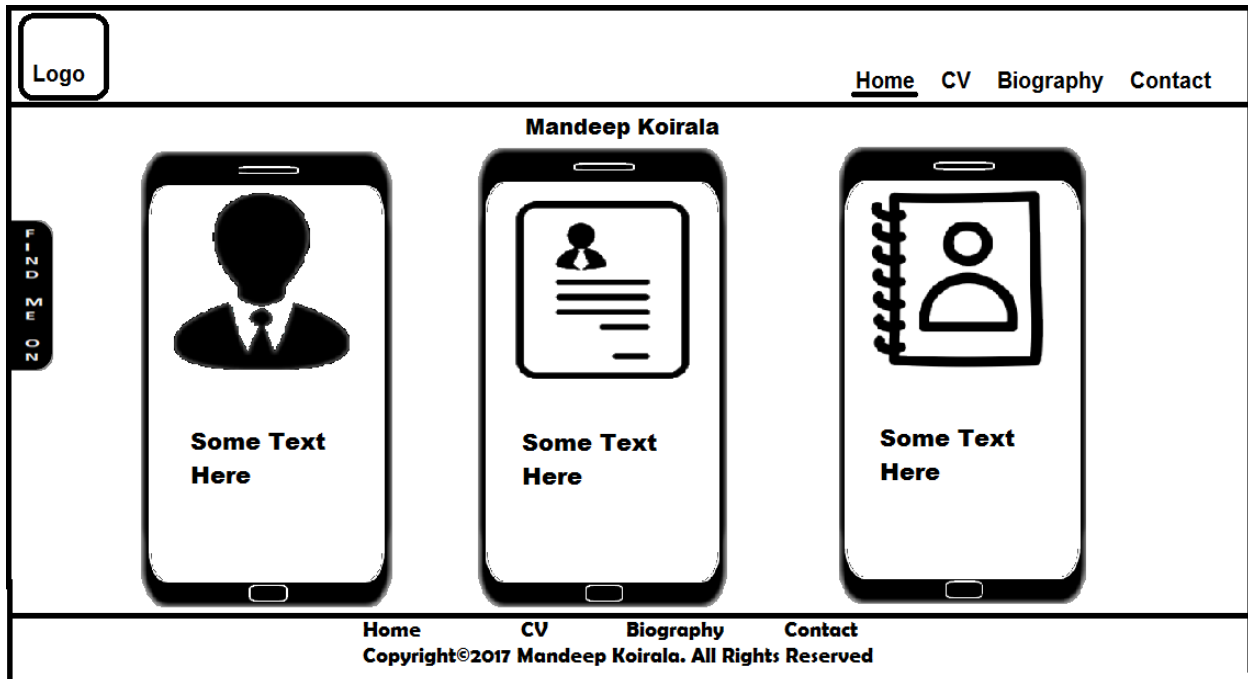 Logo
Home CV Biography Contact
Mandeep Koirala
FIND ME ON
Some Text
Here
Some Text
Here
Some Text
Here
Home CV Biography Contact
Copyright©2017 Mandeep Koirala. All Rights Reserved